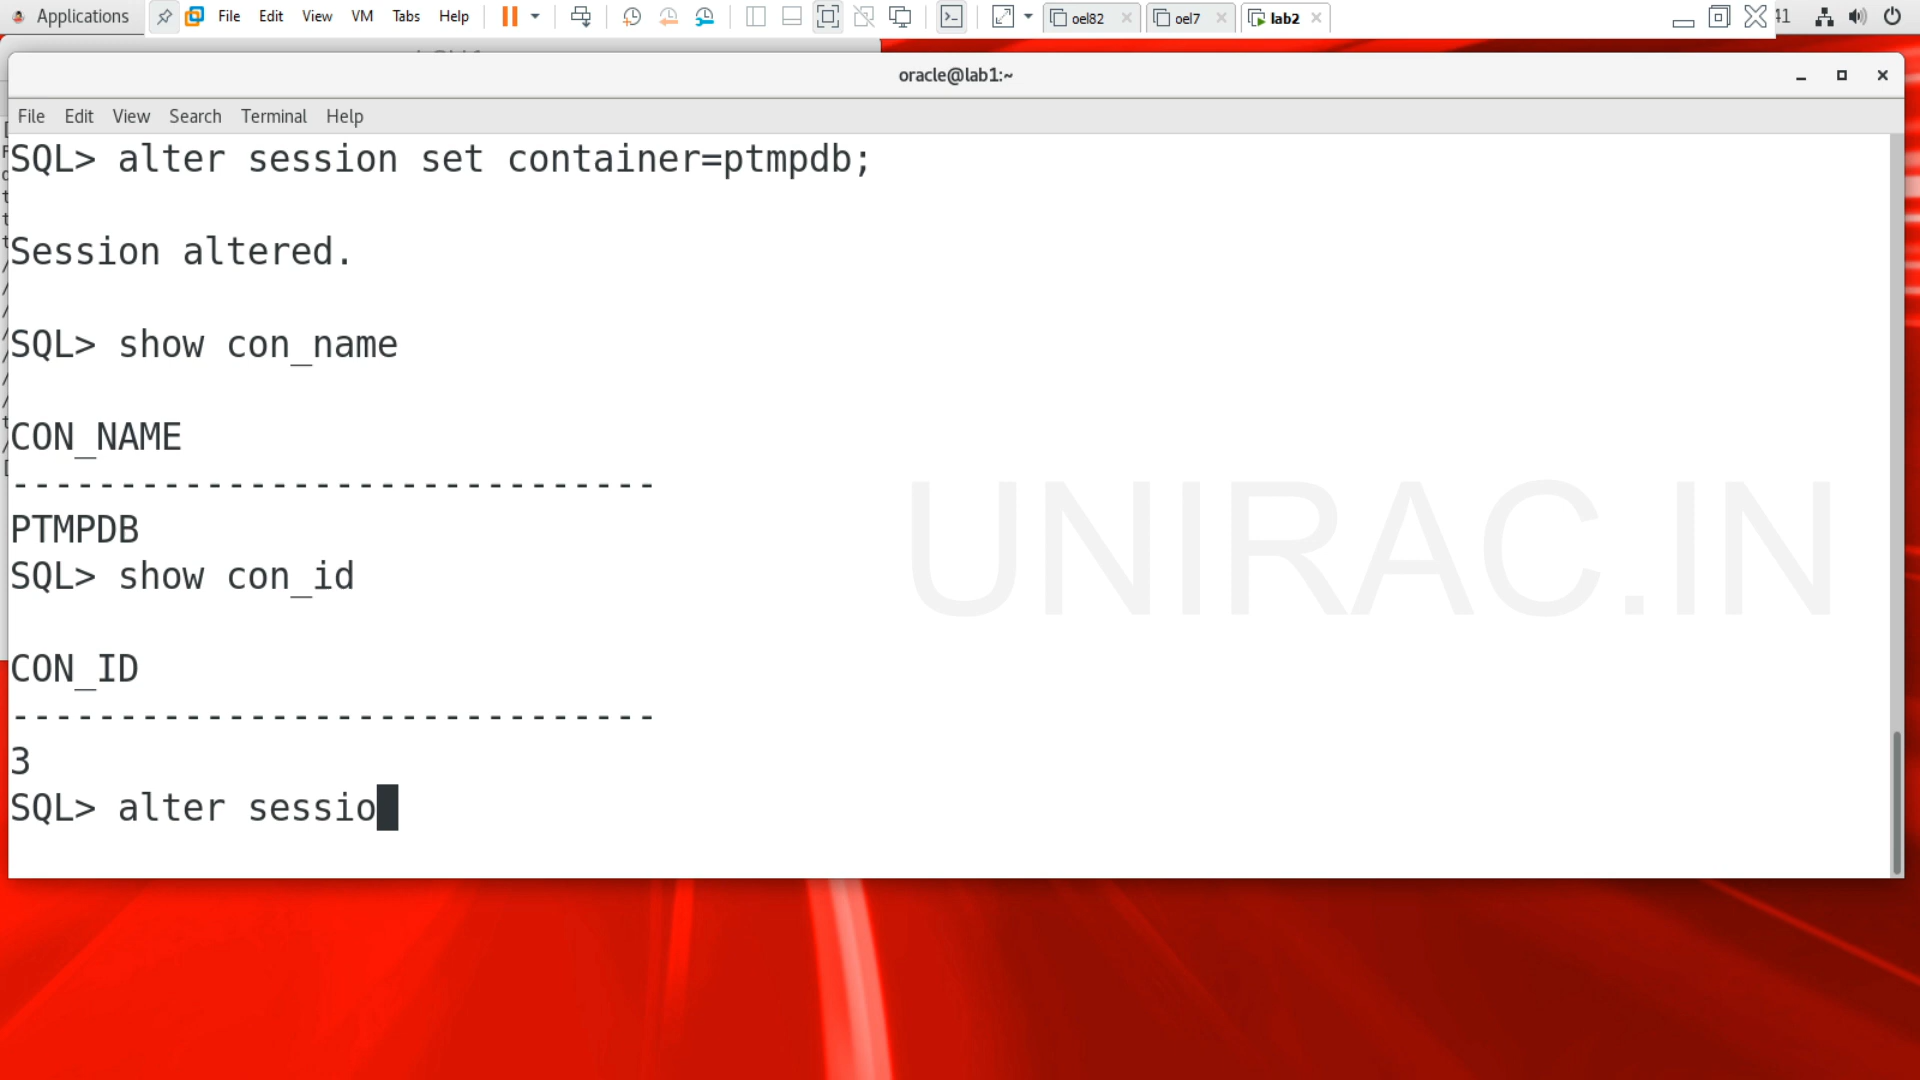 Applications File Edit View VM Tabs Help oel82 oel7 lab2 41
oracle@lab1:~
File Edit View Search Terminal Help
SQL> alter session set container=ptmpdb;
Session altered.
SQL> show con_name
CON_NAME
------------------------------
PTMPDB
SQL> show con_id
CON_ID
------------------------------
3
SQL> alter sessio
UNIRAC.IN